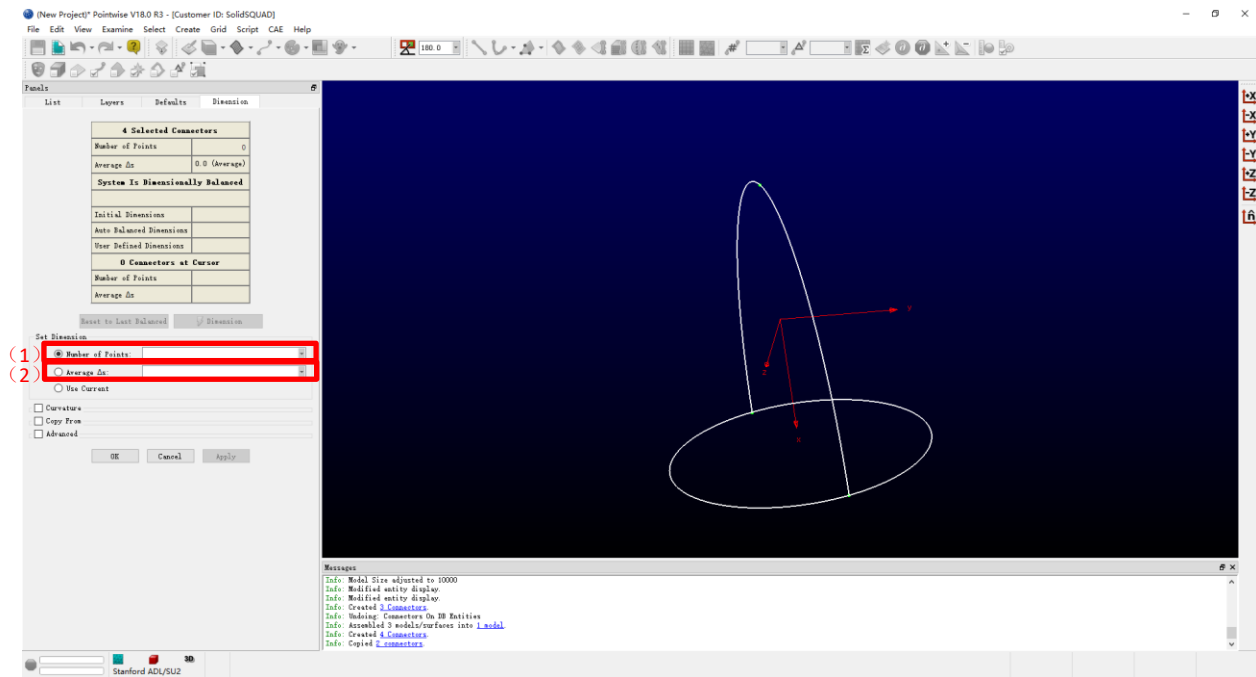 (New Project)* Pointwise V18.0 R3 - [Customer ID: SolidSQUAD]
File Edit View Examine Select Create Grid Script CAE Help
180.0
Panels
List Layers Defaults Dimension
4 Selected Connectors
Number of Points 0
Average Δs 0.0 (Average)
System Is Dimensionally Balanced
Initial Dimensions
Auto Balanced Dimensions
User Defined Dimensions
0 Connectors at Cursor
Number of Points
Average Δs
Reset to Last Balanced Dimension
Set Dimension
（1） Number of Points:
（2） Average Δs:
Use Current
Curvature
Copy From
Advanced
OK Cancel Apply
Y
Z
X
+X
-X
+Y
-Y
+Z
-Z
n̂
Messages
Info: Model Size adjusted to 10000
Info: Modified entity display.
Info: Modified entity display.
Info: Created 3 Connectors.
Info: Undoing: Connectors On DB Entities
Info: Assembled 3 models/surfaces into 1 model.
Info: Created 4 Connectors.
Info: Copied 2 connectors.
3D
Stanford ADL/SU2